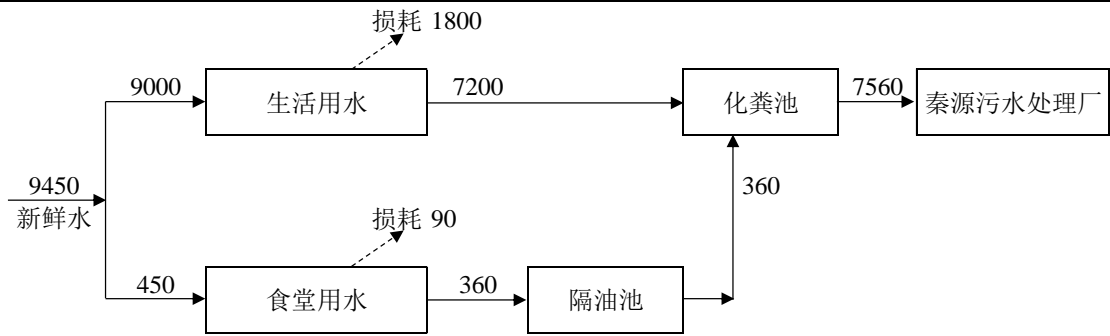 损耗 1800
9000
生活用水
7200
化粪池
7560
秦源污水处理厂
9450
新鲜水
360
损耗 90
450
食堂用水
360
隔油池